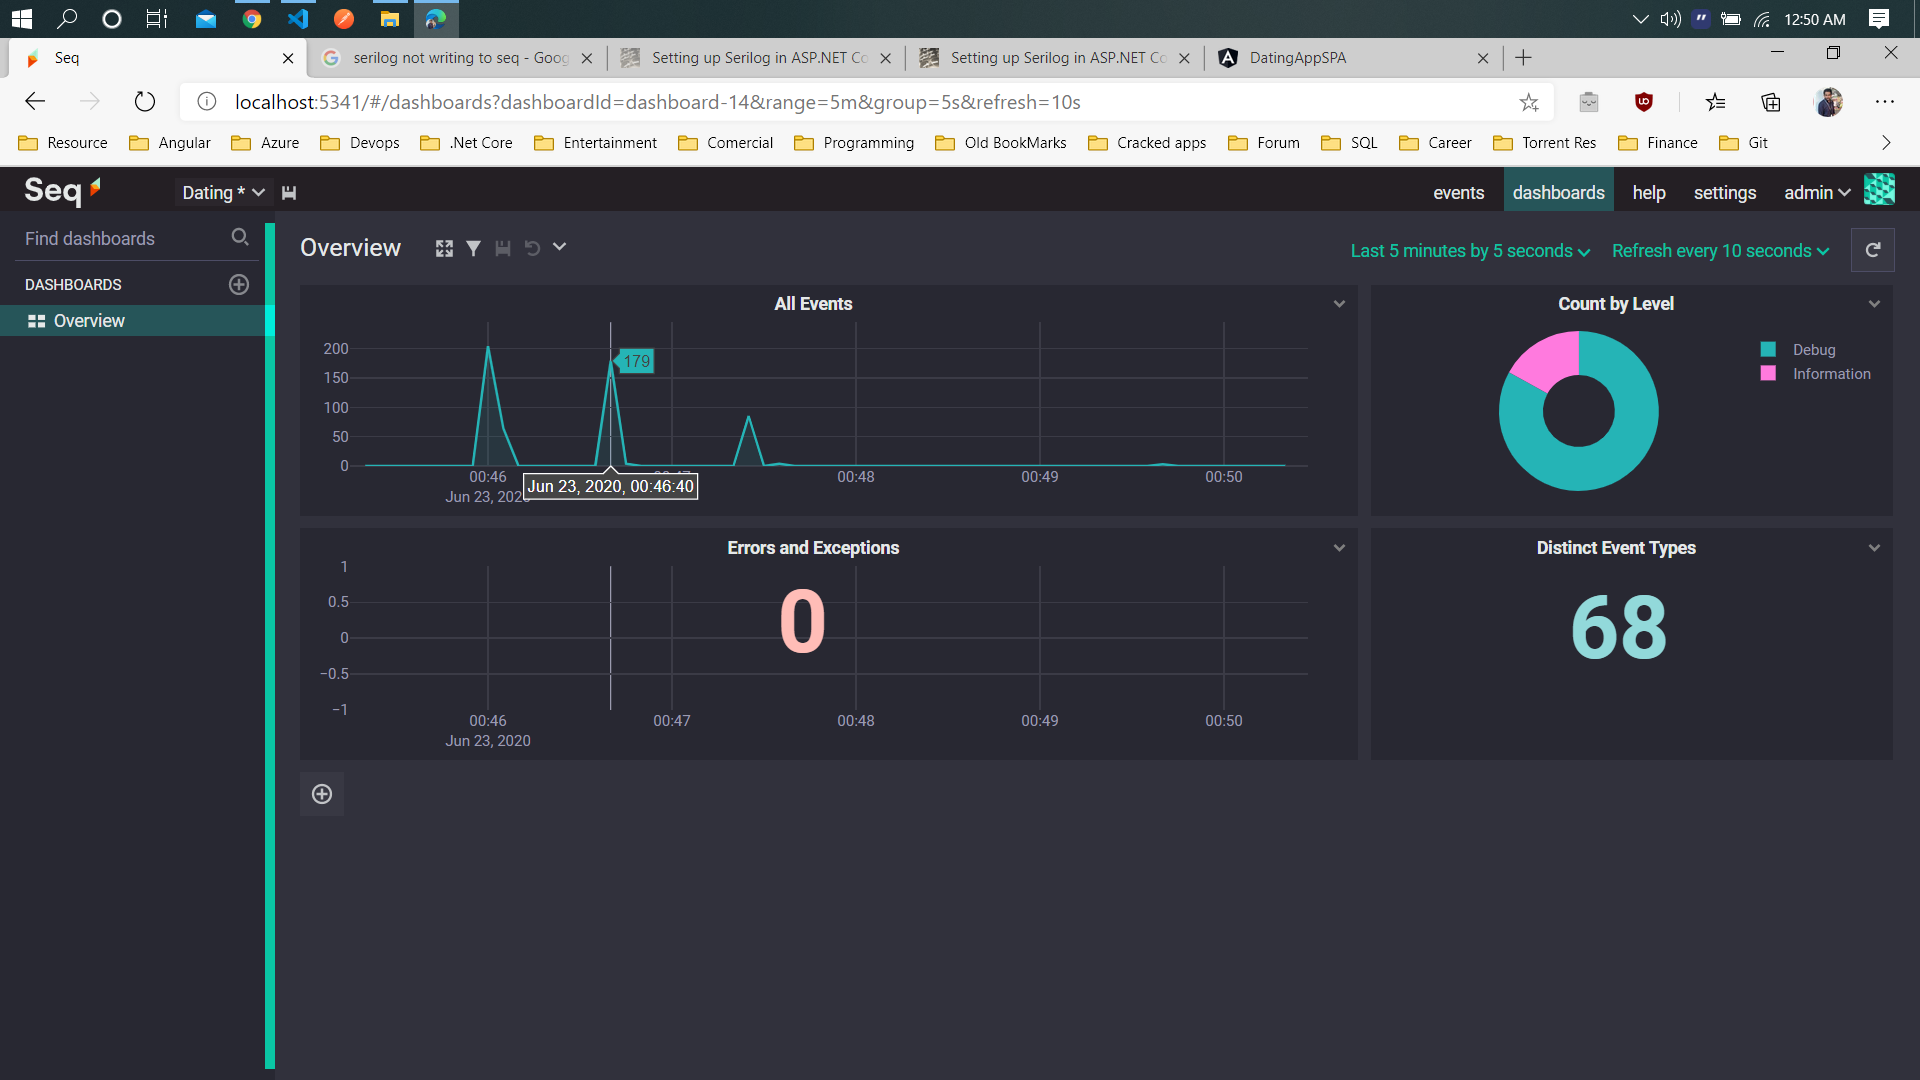 12:50 AM
Seq
serilog not writing to seq - Goog
Setting up Serilog in ASP.NET Co
Setting up Serilog in ASP.NET Co
DatingAppSPA
localhost:5341/#/dashboards?dashboardId=dashboard-14&range=5m&group=5s&refresh=10s
Resource Angular Azure Devops .Net Core Entertainment Comercial Programming Old BookMarks Cracked apps Forum SQL Career Torrent Res Finance Git
Seq Dating * events dashboards help settings admin
Find dashboards
DASHBOARDS
Overview
Overview
Last 5 minutes by 5 seconds Refresh every 10 seconds
All Events
200
150
100
50
0
179
00:46 00:48 00:49 00:50
Jun 23, 202
Jun 23, 2020, 00:46:40
Count by Level
Debug
Information
Errors and Exceptions
1
0.5
0
−0.5
−1
0
00:46 00:47 00:48 00:49 00:50
Jun 23, 2020
Distinct Event Types
68